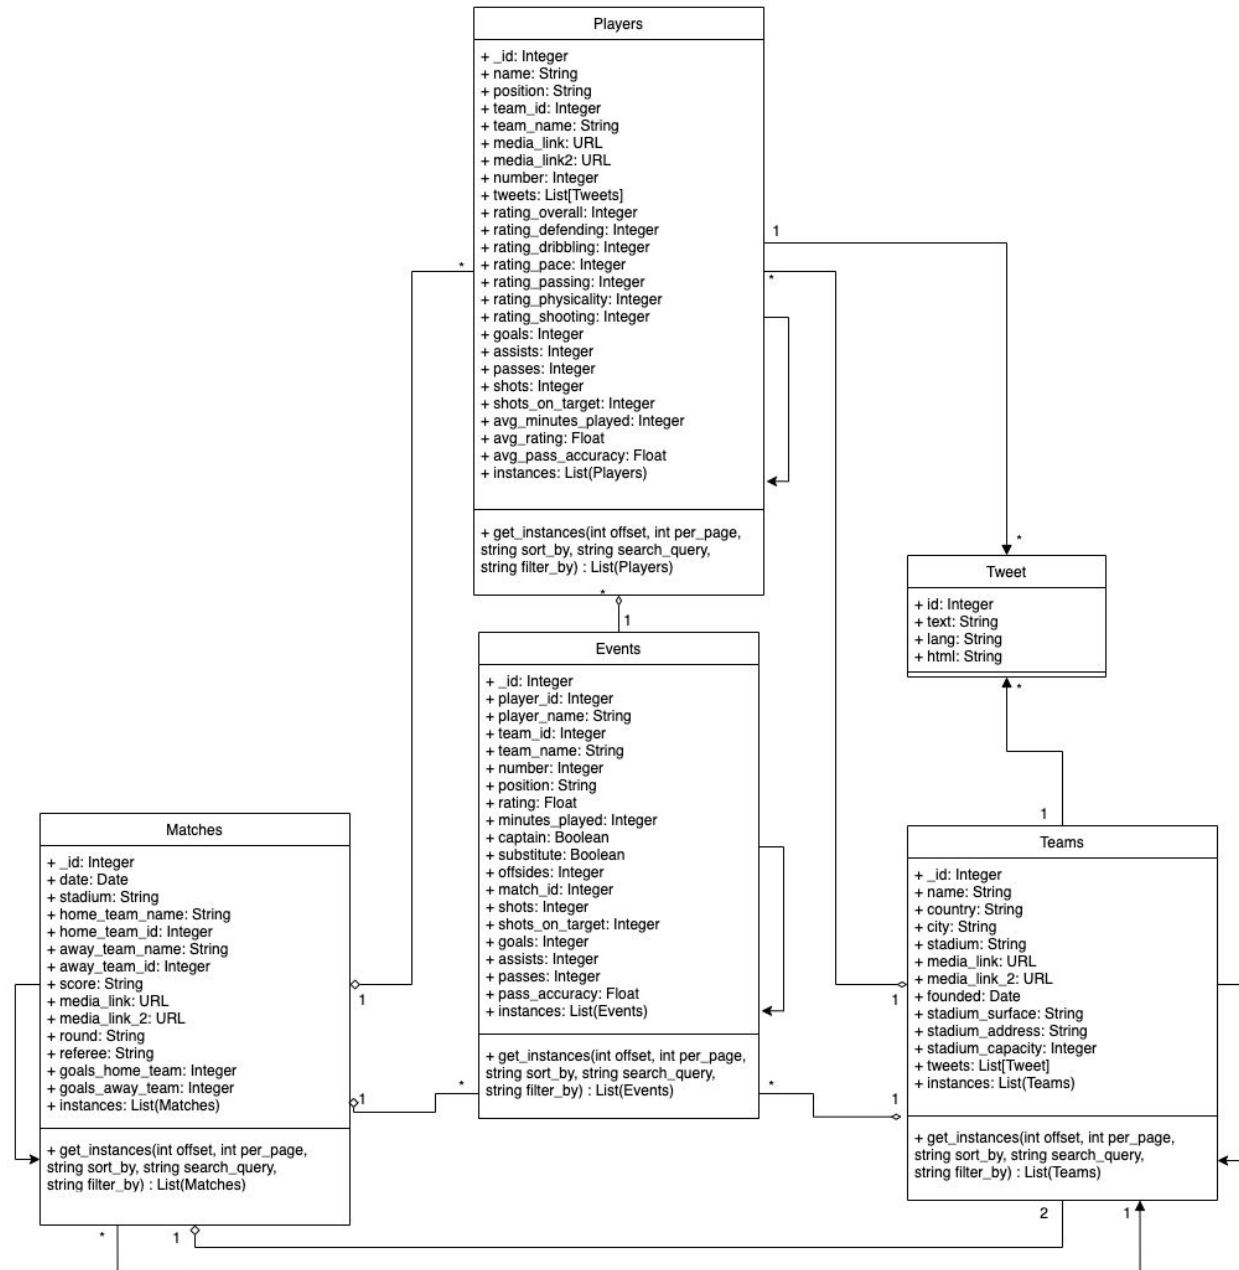 Players
+ _id: Integer
+ name: String
+ position: String
+ team_id: Integer
+ team_name: String
+ media_link: URL
+ media_link2: URL
+ number: Integer
+ tweets: List[Tweets]
+ rating_overall: Integer
+ rating_defending: Integer
+ rating_dribbling: Integer
+ rating_pace: Integer
+ rating_passing: Integer
+ rating_physicality: Integer
+ rating_shooting: Integer
+ goals: Integer
+ assists: Integer
+ passes: Integer
+ shots: Integer
+ shots_on_target: Integer
+ avg_minutes_played: Integer
+ avg_rating: Float
+ avg_pass_accuracy: Float
+ instances: List(Players)
+ get_instances(int offset, int per_page,
string sort_by, string search_query,
string filter_by) : List(Players)
1
*
*
*
*
1
Tweet
+ id: Integer
+ text: String
+ lang: String
+ html: String
*
1
Events
+ _id: Integer
+ player_id: Integer
+ player_name: String
+ team_id: Integer
+ team_name: String
+ number: Integer
+ position: String
+ rating: Float
+ minutes_played: Integer
+ captain: Boolean
+ substitute: Boolean
+ offsides: Integer
+ match_id: Integer
+ shots: Integer
+ shots_on_target: Integer
+ goals: Integer
+ assists: Integer
+ passes: Integer
+ pass_accuracy: Float
+ instances: List(Events)
+ get_instances(int offset, int per_page,
string sort_by, string search_query,
string filter_by) : List(Events)
Matches
+ _id: Integer
+ date: Date
+ stadium: String
+ home_team_name: String
+ home_team_id: Integer
+ away_team_name: String
+ away_team_id: Integer
+ score: String
+ media_link: URL
+ media_link_2: URL
+ round: String
+ referee: String
+ goals_home_team: Integer
+ goals_away_team: Integer
+ instances: List(Matches)
+ get_instances(int offset, int per_page,
string sort_by, string search_query,
string filter_by) : List(Matches)
1
1
*
*
1
1
Teams
+ _id: Integer
+ name: String
+ country: String
+ city: String
+ stadium: String
+ media_link: URL
+ media_link_2: URL
+ founded: Date
+ stadium_surface: String
+ stadium_address: String
+ stadium_capacity: Integer
+ tweets: List[Tweet]
+ instances: List(Teams)
+ get_instances(int offset, int per_page,
string sort_by, string search_query,
string filter_by) : List(Teams)
*
1
2
1